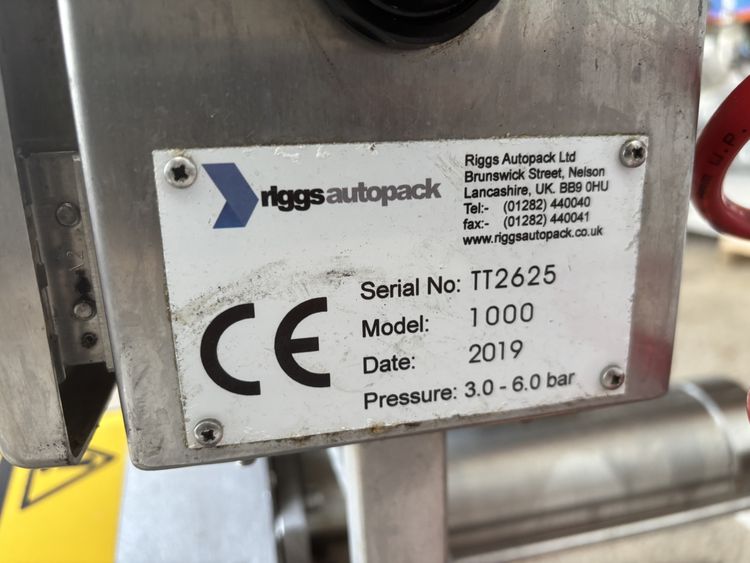 riggsautopack
Riggs Autopack Ltd
Brunswick Street, Nelson
Lancashire, UK. BB9 0HU
Tel:- (01282) 440040
fax:- (01282) 440041
www.riggsautopack.co.uk
CE
Serial No: TT2625
Model: 1000
Date: 2019
Pressure: 3.0 - 6.0 bar
A2
U.P.